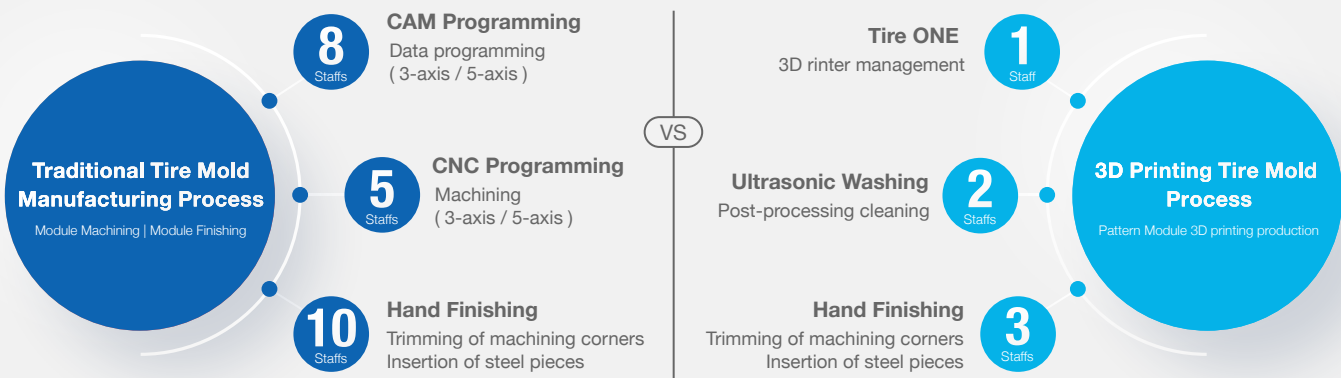 Traditional Tire Mold
Manufacturing Process
Module Machining | Module Finishing
8
Staffs
CAM Programming
Data programming
( 3-axis / 5-axis )
5
Staffs
CNC Programming
Machining
( 3-axis / 5-axis )
10
Staffs
Hand Finishing
Trimming of machining corners
Insertion of steel pieces
VS
Tire ONE
3D rinter management
1
Staff
Ultrasonic Washing
Post-processing cleaning
2
Staffs
Hand Finishing
Trimming of machining corners
Insertion of steel pieces
3
Staffs
3D Printing Tire Mold
Process
Pattern Module 3D printing production